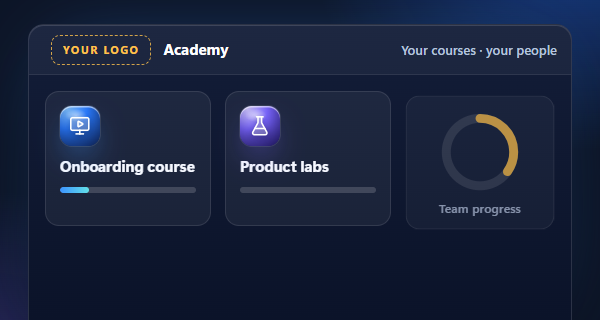 YOUR LOGO
Academy
Your courses · your people
Onboarding course
Product labs
Team progress